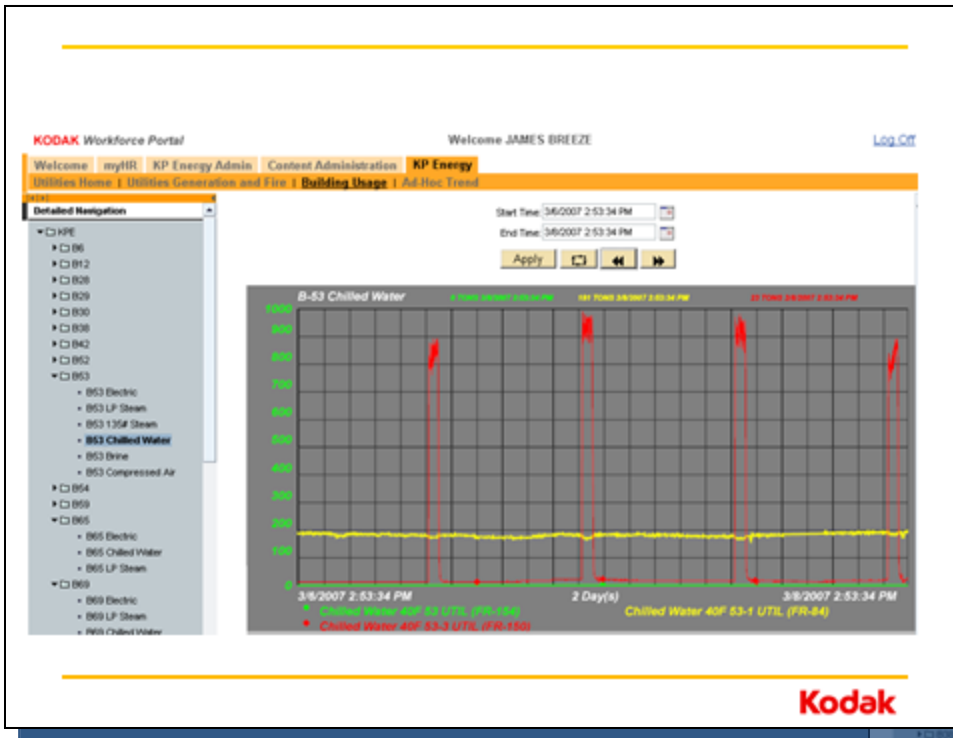 KODAK Workforce Portal
Welcome JAMES BREEZE
Log Off
Welcome myHR KP Energy Admin Content Administration KP Energy
Utilities Home | Utilities Generation and Fire | Building Usage | Ad-Hoc Trend
Detailed Navigation
Start Time: 3/6/2007 2:53:34 PM
End Time: 3/6/2007 2:53:34 PM
Apply
KPE
B6
B12
B28
B29
B30
B38
B42
B52
B53
B53 Electric
B53 LP Steam
B53 135# Steam
B53 Chilled Water
B53 Brine
B53 Compressed Air
B54
B59
B65
B65 Electric
B65 Chilled Water
B65 LP Steam
B69
B69 Electric
B69 LP Steam
B69 Chilled Water
B-53 Chilled Water
1000
900
800
700
600
500
400
300
200
100
0
3/6/2007 2:53:34 PM
2 Day(s)
3/8/2007 2:53:34 PM
Chilled Water 40F 53 UTIL (FR-154)
Chilled Water 40F 53-1 UTIL (FR-84)
Chilled Water 40F 53-3 UTIL (FR-150)
Kodak